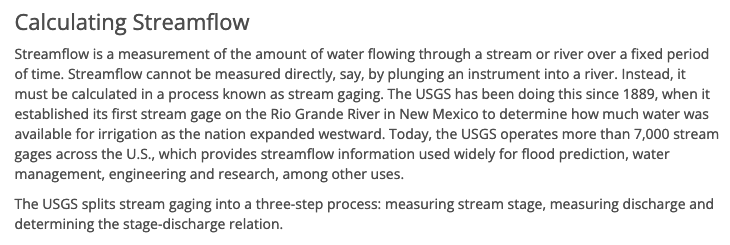 Calculating Streamflow
Streamflow is a measurement of the amount of water flowing through a stream or river over a fixed period
of time. Streamflow cannot be measured directly, say, by plunging an instrument into a river. Instead, it
must be calculated in a process known as stream gaging. The USGS has been doing this since 1889, when it
established its first stream gage on the Rio Grande River in New Mexico to determine how much water was
available for irrigation as the nation expanded westward. Today, the USGS operates more than 7,000 stream
gages across the U.S., which provides streamflow information used widely for flood prediction, water
management, engineering and research, among other uses.
The USGS splits stream gaging into a three-step process: measuring stream stage, measuring discharge and
determining the stage-discharge relation.